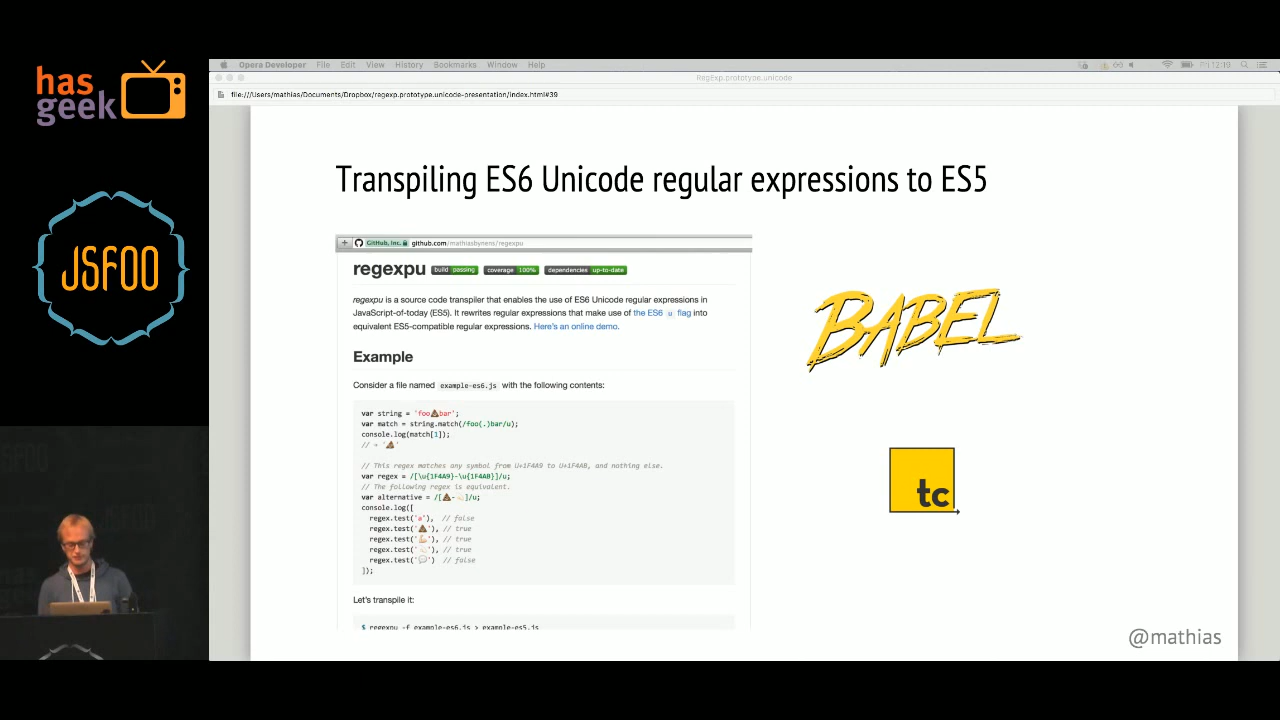 has
geek
JSFOO
Opera Developer File Edit View History Bookmarks Window Help
RegExp.prototype.unicode
file:///Users/mathias/Documents/Dropbox/regexp.prototype.unicode-presentation/index.html#39
Transpiling ES6 Unicode regular expressions to ES5
GitHub, Inc. github.com/mathiasbynens/regexpu
regexpu build passing coverage 100% dependencies up-to-date
regexpu is a source code transpiler that enables the use of ES6 Unicode regular expressions in
JavaScript-of-today (ES5). It rewrites regular expressions that make use of the ES6 u flag into
equivalent ES5-compatible regular expressions. Here's an online demo.
Example
Consider a file named example-es6.js with the following contents:
var string = 'foo💩bar';
var match = string.match(/foo(.)bar/u);
console.log(match[1]);
// → '💩'
// This regex matches any symbol from U+1F4A9 to U+1F4AB, and nothing else.
var regex = /[\u{1F4A9}-\u{1F4AB}]/u;
// The following regex is equivalent.
var alternative = /[💩-💫]/u;
console.log([
regex.test('a'), // false
regex.test('💩'), // true
regex.test('💪'), // true
regex.test('💫'), // true
regex.test('💬') // false
]);
Let's transpile it:
$ regexpu -f example-es6.js > example-es5.js
BABEL
tc
@mathias